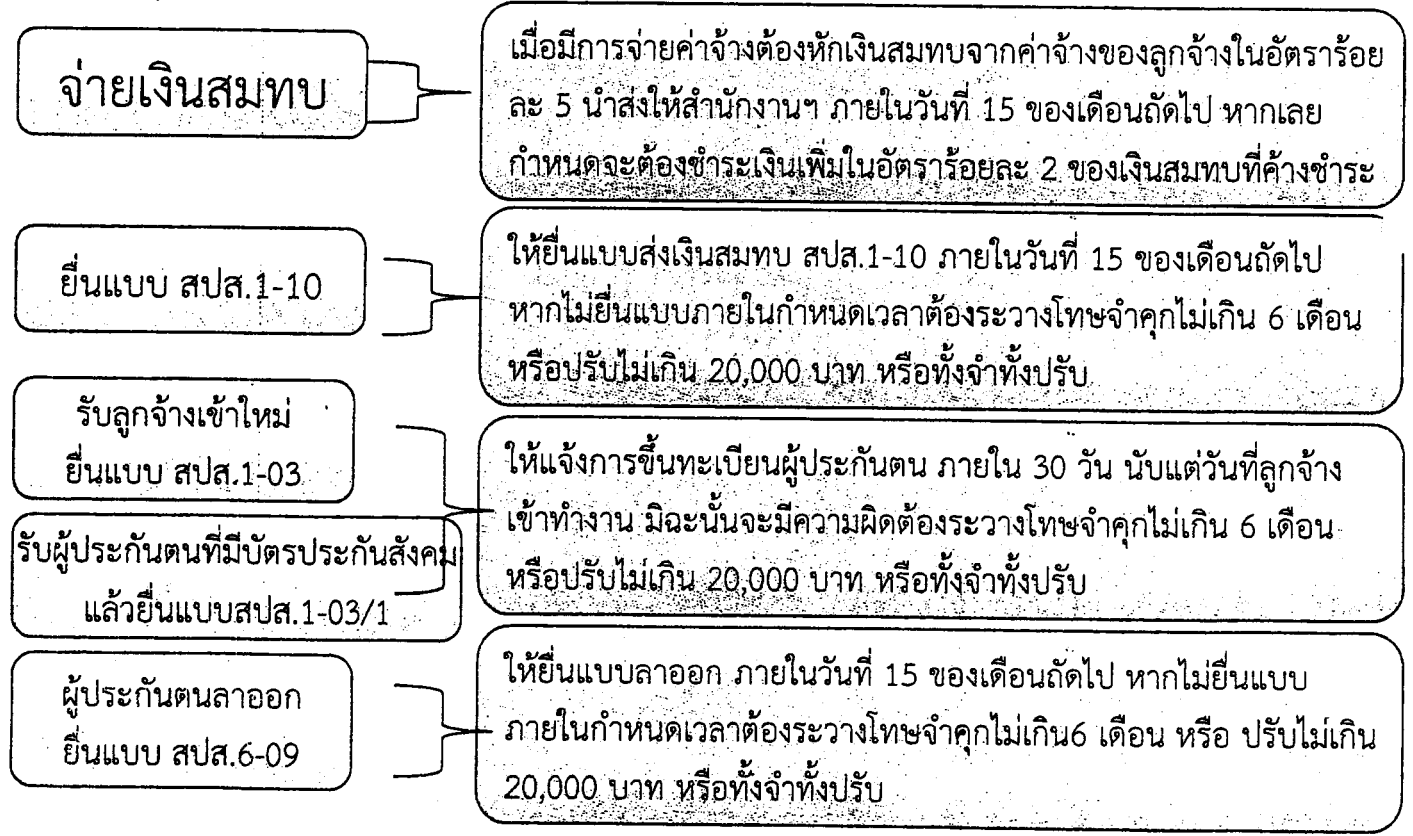 จ่ายเงินสมทบ
เมื่อมีการจ่ายค่าจ้างต้องหักเงินสมทบจากค่าจ้างของลูกจ้างในอัตราร้อย
ละ 5 นำส่งให้สำนักงานฯ ภายในวันที่ 15 ของเดือนถัดไป หากเลย
กำหนดจะต้องชำระเงินเพิ่มในอัตราร้อยละ 2 ของเงินสมทบที่ค้างชำระ
ยื่นแบบ สปส.1-10
ให้ยื่นแบบส่งเงินสมทบ สปส.1-10 ภายในวันที่ 15 ของเดือนถัดไป
หากไม่ยื่นแบบภายในกำหนดเวลาต้องระวางโทษจำคุกไม่เกิน 6 เดือน
หรือปรับไม่เกิน 20,000 บาท หรือทั้งจำทั้งปรับ
รับลูกจ้างเข้าใหม่
ยื่นแบบ สปส.1-03
รับผู้ประกันตนที่มีบัตรประกันสังคม
แล้วยื่นแบบสปส.1-03/1
ให้แจ้งการขึ้นทะเบียนผู้ประกันตน ภายใน 30 วัน นับแต่วันที่ลูกจ้าง
เข้าทำงาน มิฉะนั้นจะมีความผิดต้องระวางโทษจำคุกไม่เกิน 6 เดือน
หรือปรับไม่เกิน 20,000 บาท หรือทั้งจำทั้งปรับ
ผู้ประกันตนลาออก
ยื่นแบบ สปส.6-09
ให้ยื่นแบบลาออก ภายในวันที่ 15 ของเดือนถัดไป หากไม่ยื่นแบบ
ภายในกำหนดเวลาต้องระวางโทษจำคุกไม่เกิน6 เดือน หรือ ปรับไม่เกิน
20,000 บาท หรือทั้งจำทั้งปรับ